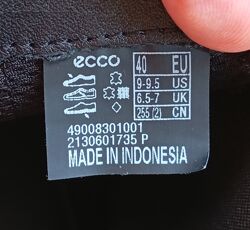 ecco
40 EU
9-9.5 US
6.5-7 UK
255 (2) CN
49008301001
2130601735 P
MADE IN INDONESIA